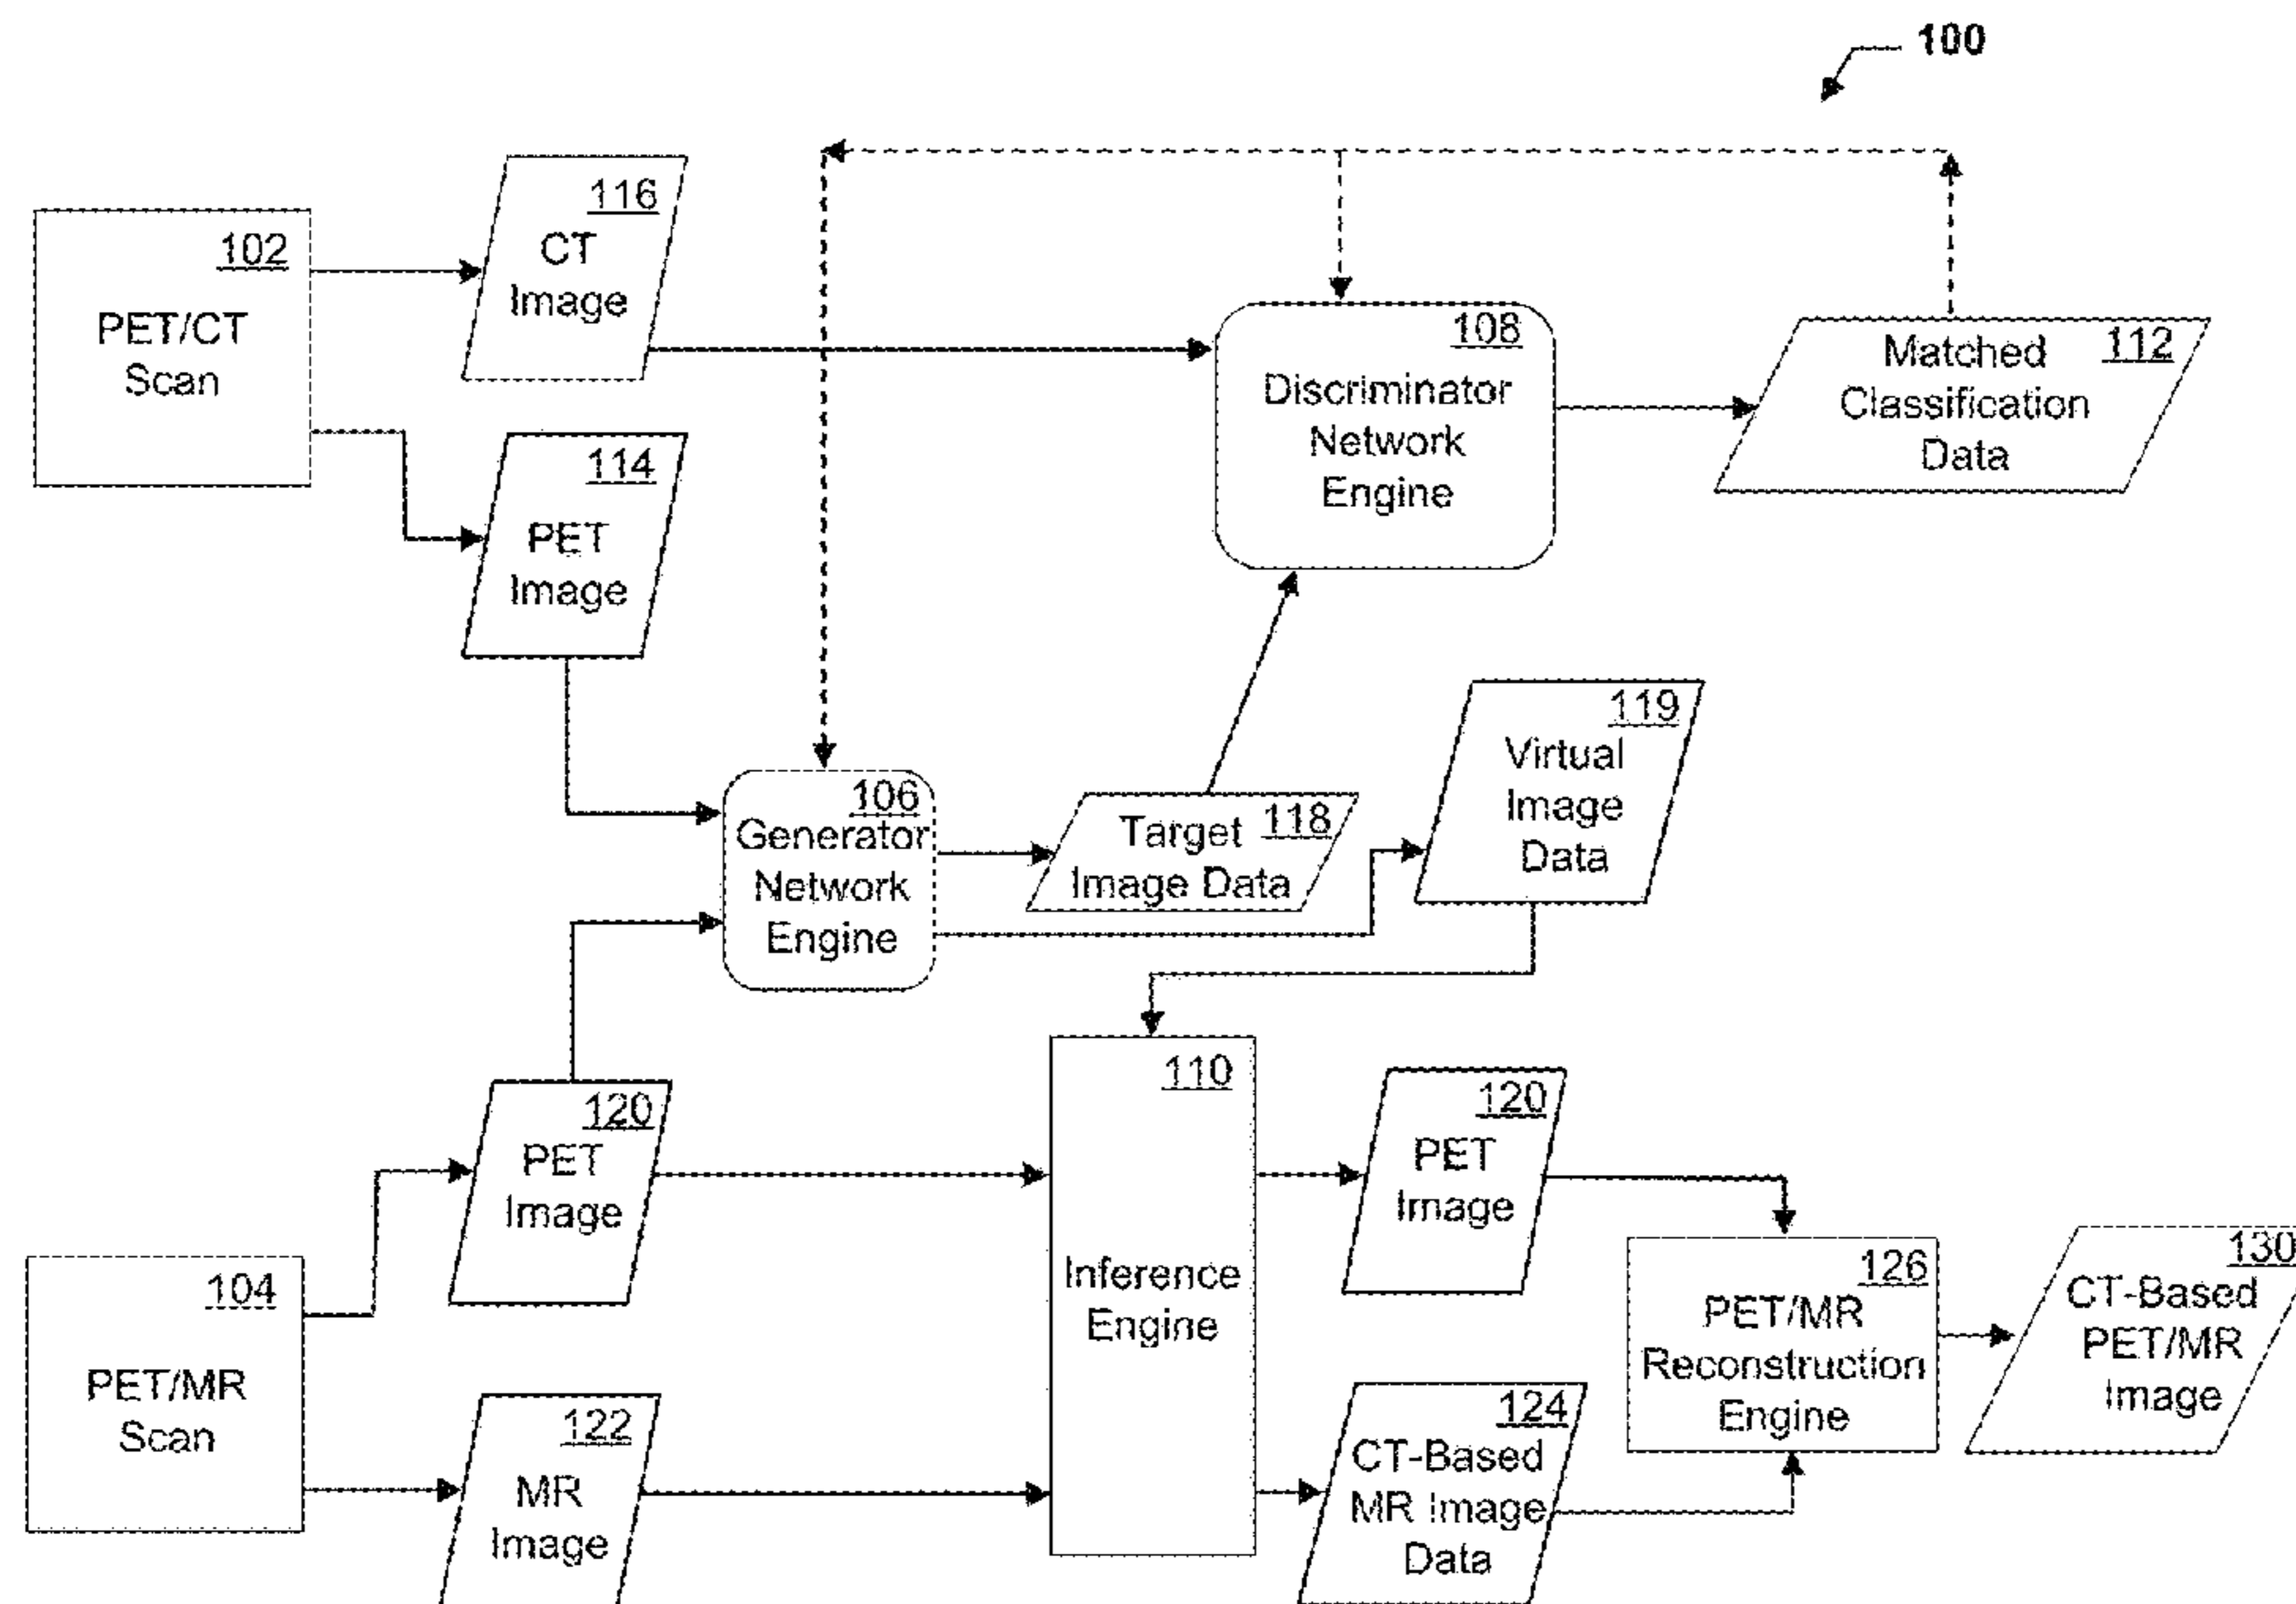 100
116
CT
Image
102
PET/CT
Scan
114
PET
Image
108
Discriminator
Network
Engine
112
Matched
Classification
Data
106
Generator
Network
Engine
118
Target
Image Data
119
Virtual
Image
Data
120
PET
Image
104
PET/MR
Scan
122
MR
Image
110
Inference
Engine
120
PET
Image
124
CT-Based
MR Image
Data
126
PET/MR
Reconstruction
Engine
130
CT-Based
PET/MR
Image